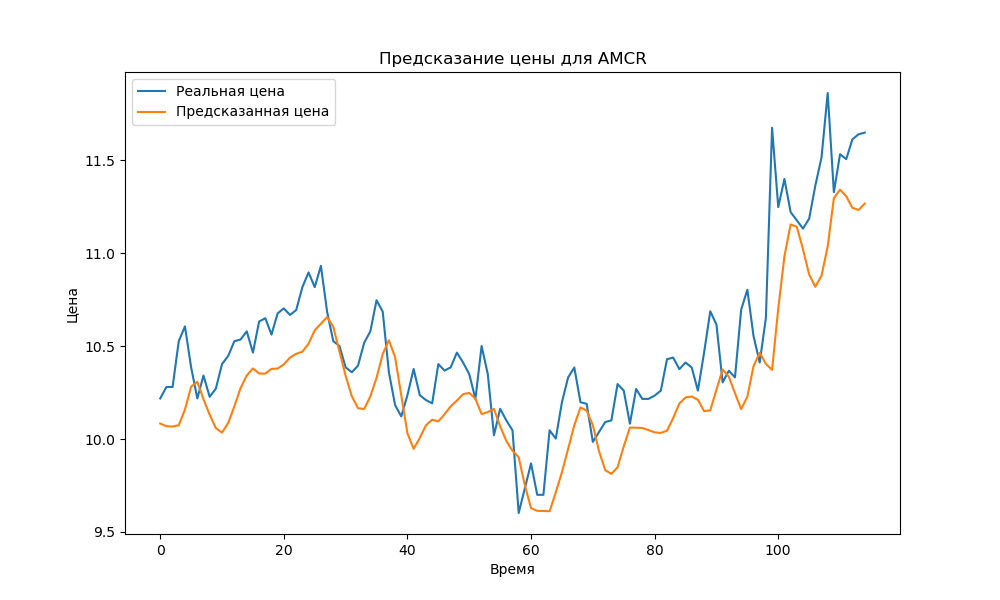 Предсказание цены для AMCR
Реальная цена
Предсказанная цена
Цена
11.5
11.0
10.5
10.0
9.5
0 20 40 60 80 100
Время